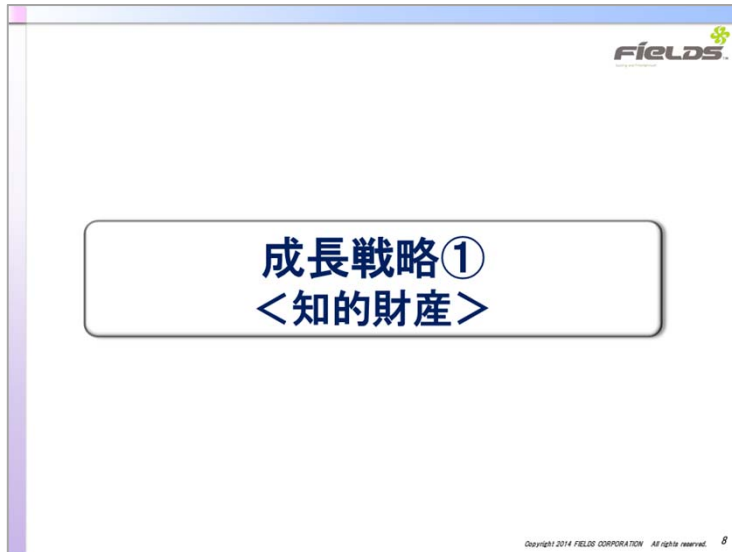 FIELDS
成長戦略①
<知的財産>
Copyright 2014 FIELDS CORPORATION All rights reserved. 8